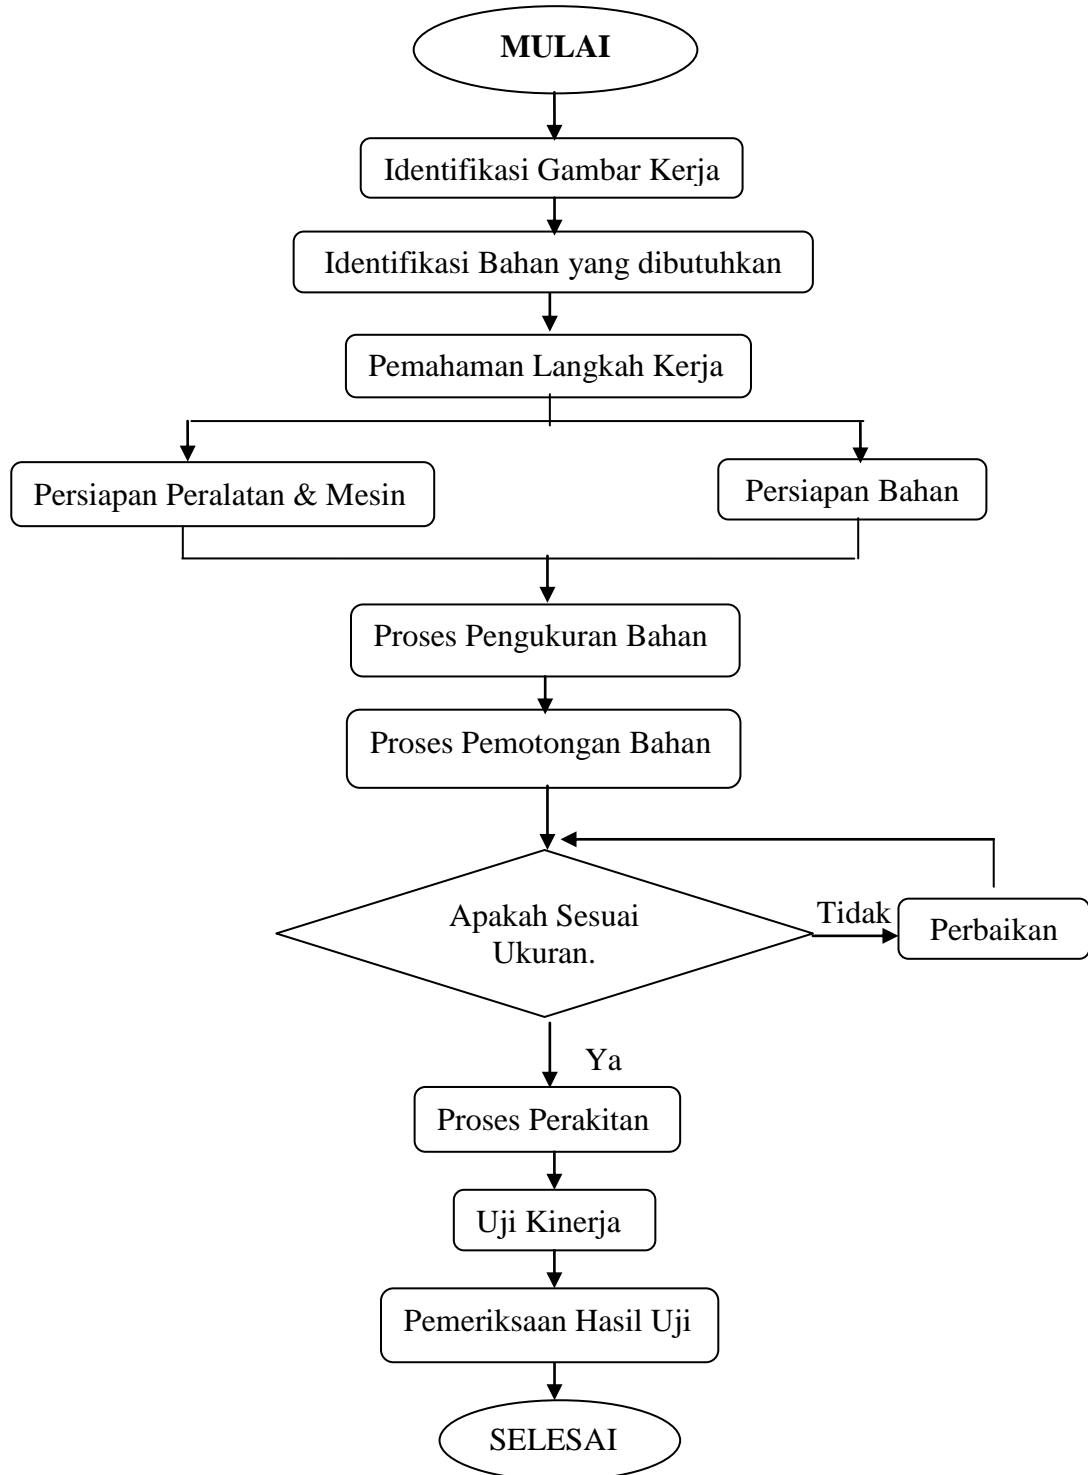 MULAI
Identifikasi Gambar Kerja
Identifikasi Bahan yang dibutuhkan
Pemahaman Langkah Kerja
Persiapan Peralatan & Mesin
Persiapan Bahan
Proses Pengukuran Bahan
Proses Pemotongan Bahan
Apakah Sesuai
Ukuran.
Tidak
Perbaikan
Ya
Proses Perakitan
Uji Kinerja
Pemeriksaan Hasil Uji
SELESAI